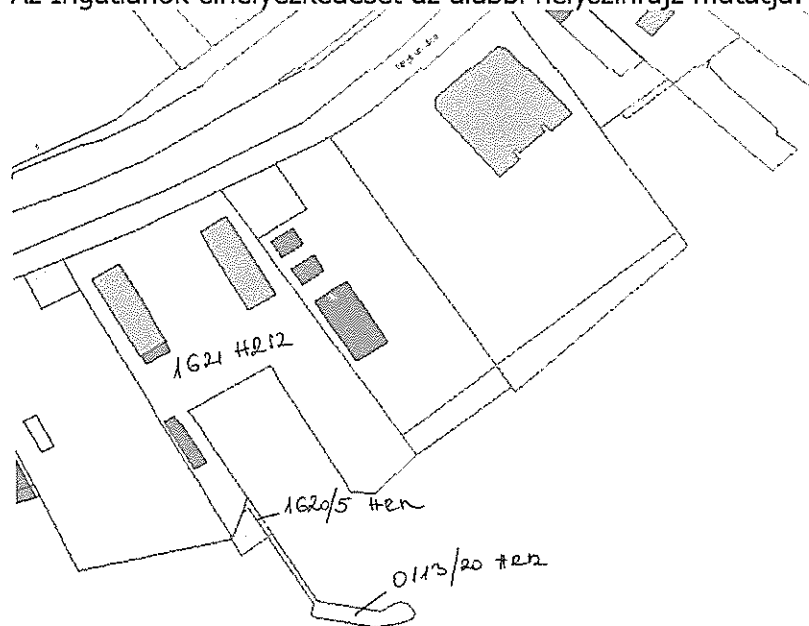 Az ingatlanok elhelyezkedését az alábbi helyszínrajz mutatja:
1621 HRSZ
1620/5 HRSZ
0113/20 HRSZ